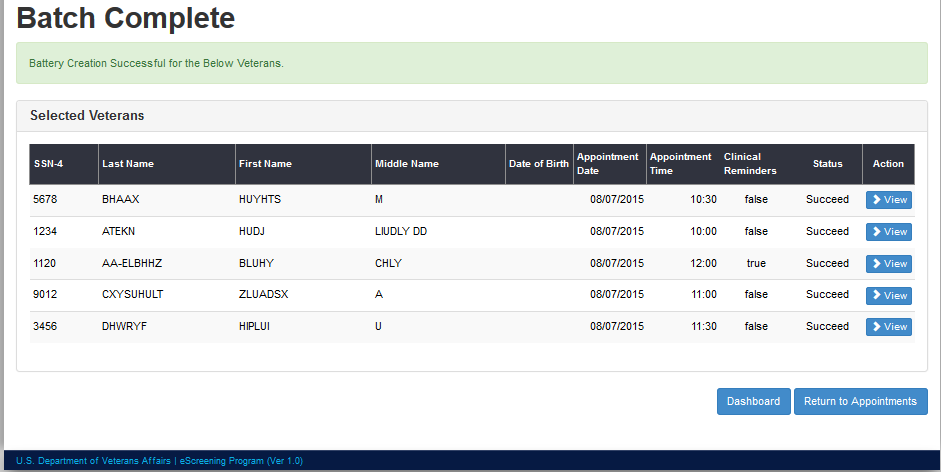 Batch Complete
Battery Creation Successful for the Below Veterans.
Selected Veterans
SSN-4 Last Name First Name Middle Name Date of Birth Appointment Date Appointment Time Clinical Reminders Status Action
5678 BHAAX HUYHTS M 08/07/2015 10:30 false Succeed View
1234 ATEKN HUDJ LIUDLY DD 08/07/2015 10:00 false Succeed View
1120 AA-ELBHHZ BLUHY CHLY 08/07/2015 12:00 true Succeed View
9012 CXYSUHULT ZLUADSX A 08/07/2015 11:00 false Succeed View
3456 DHWRYF HIPLUI U 08/07/2015 11:30 false Succeed View
Dashboard Return to Appointments
U.S. Department of Veterans Affairs | eScreening Program (Ver 1.0)